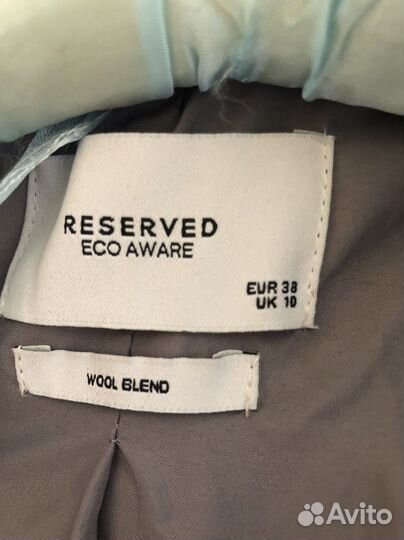 RESERVED
ECO AWARE
EUR 38
UK 10
WOOL BLEND
Avito